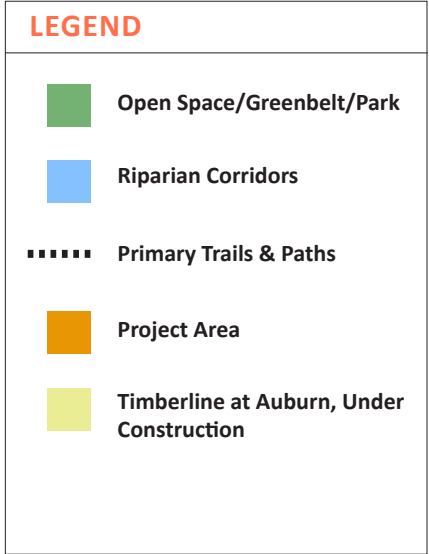 LEGEND
Open Space/Greenbelt/Park
Riparian Corridors
Primary Trails & Paths
Project Area
Timberline at Auburn, Under
Construction